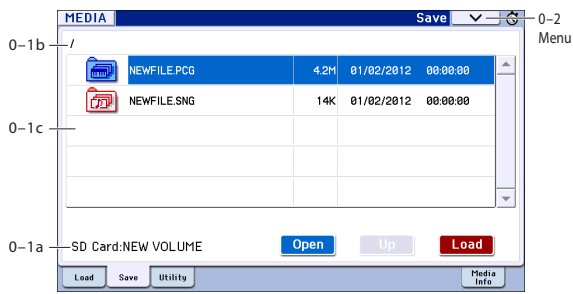 MEDIA Save 0–2
Menu
0–1b /
NEWFILE.PCG 4.2M 01/02/2012 00:00:00
NEWFILE.SNG 14K 01/02/2012 00:00:00
0–1c
0–1a SD Card:NEW VOLUME Open Up Load
Load Save Utility Media
Info